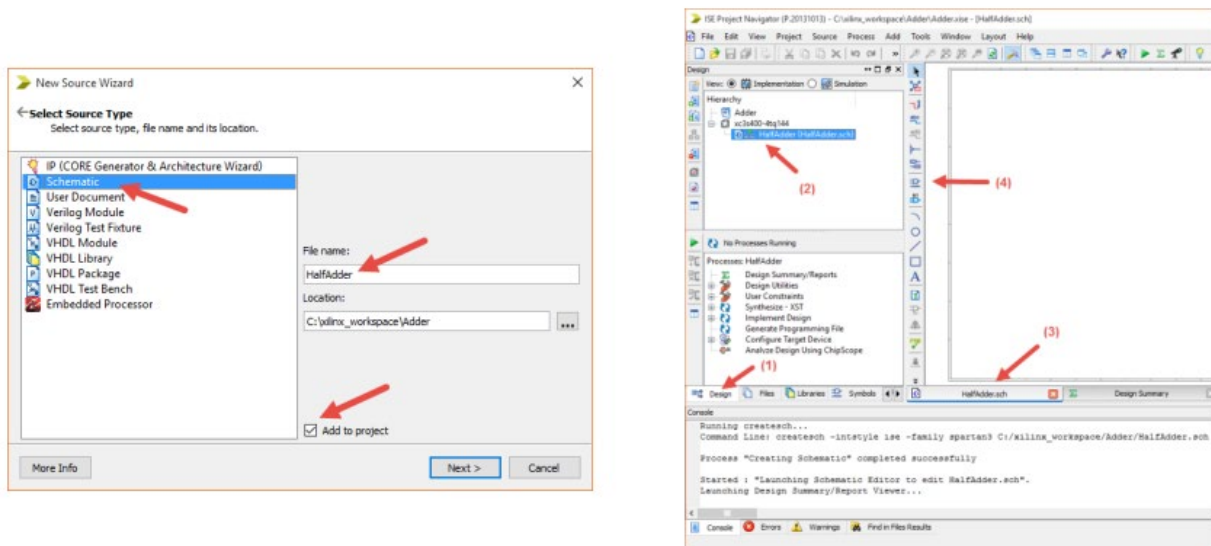 New Source Wizard
Select Source Type
Select source type, file name and its location.
IP (CORE Generator & Architecture Wizard)
Schematic
User Document
Verilog Module
Verilog Test Fixture
VHDL Module
VHDL Library
VHDL Package
VHDL Test Bench
Embedded Processor
File name:
HalfAdder
Location:
C:\xilinx_workspace\Adder
...
Add to project
More Info
Next >
Cancel
ISE Project Navigator (P.20131013) - C:\xilinx_workspace\Adder\Adder.xise - [HalfAdder.sch]
File Edit View Project Source Process Add Tools Window Layout Help
Design
View: Implementation Simulation
Hierarchy
Adder
xc3s400-4tq144
HalfAdder (HalfAdder.sch)
(2)
(4)
No Processes Running
Processes: HalfAdder
Design Summary/Reports
Design Utilities
User Constraints
Synthesize - XST
Implement Design
Generate Programming File
Configure Target Device
Analyze Design Using ChipScope
(1)
(3)
Design Files Libraries Symbols
HalfAdder.sch
Design Summary
Console
Running createsch...
Command Line: createsch -intstyle ise -family spartan3 C:/xilinx_workspace/Adder/HalfAdder.sch
Process "Creating Schematic" completed successfully
Started : "Launching Schematic Editor to edit HalfAdder.sch".
Launching Design Summary/Report Viewer...
Console Errors Warnings Find in Files Results